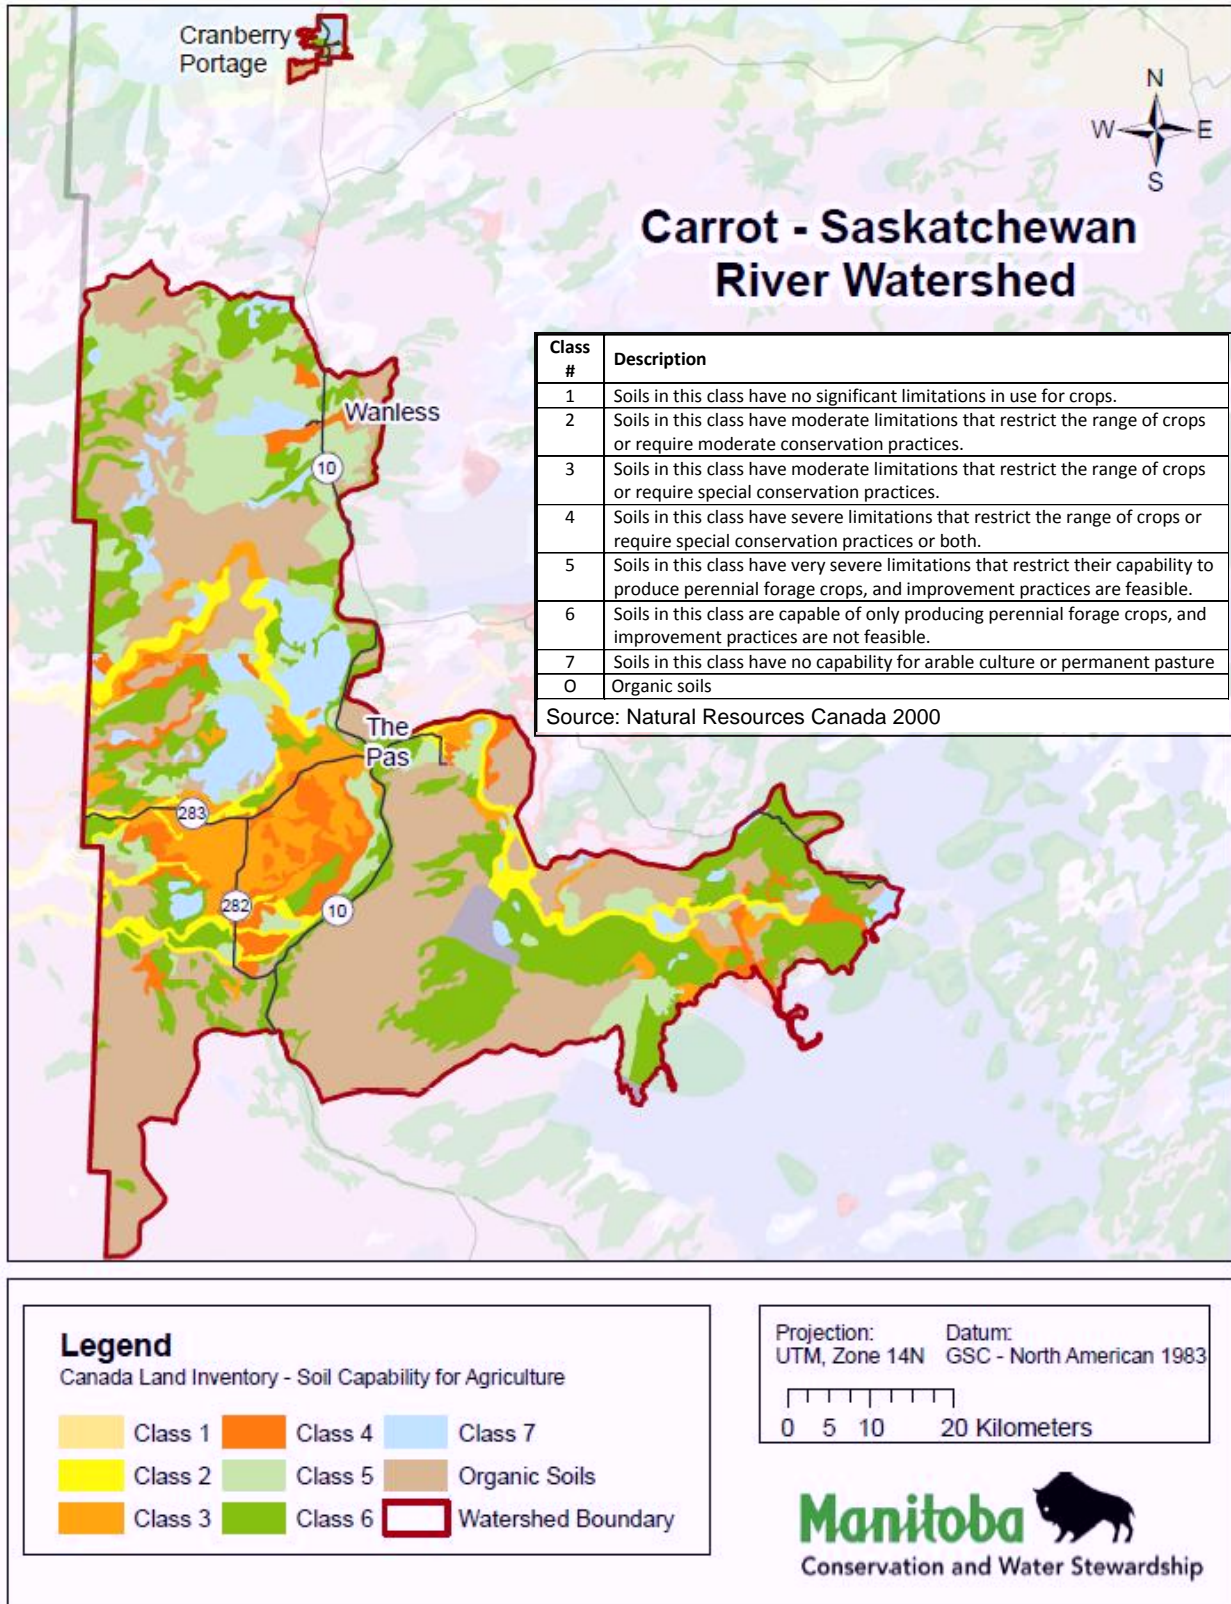 Cranberry
Portage
N
W
E
S
Carrot - Saskatchewan
River Watershed
Class
#
Description
1
Soils in this class have no significant limitations in use for crops.
2
Soils in this class have moderate limitations that restrict the range of crops
or require moderate conservation practices.
3
Soils in this class have moderate limitations that restrict the range of crops
or require special conservation practices.
4
Soils in this class have severe limitations that restrict the range of crops or
require special conservation practices or both.
5
Soils in this class have very severe limitations that restrict their capability to
produce perennial forage crops, and improvement practices are feasible.
6
Soils in this class are capable of only producing perennial forage crops, and
improvement practices are not feasible.
7
Soils in this class have no capability for arable culture or permanent pasture
O
Organic soils
Source: Natural Resources Canada 2000
Wanless
10
The
Pas
283
282
10
Legend
Canada Land Inventory - Soil Capability for Agriculture
Class 1
Class 4
Class 7
Class 2
Class 5
Organic Soils
Class 3
Class 6
Watershed Boundary
Projection:
UTM, Zone 14N
Datum:
GSC - North American 1983
0 5 10 20 Kilometers
Manitoba
Conservation and Water Stewardship